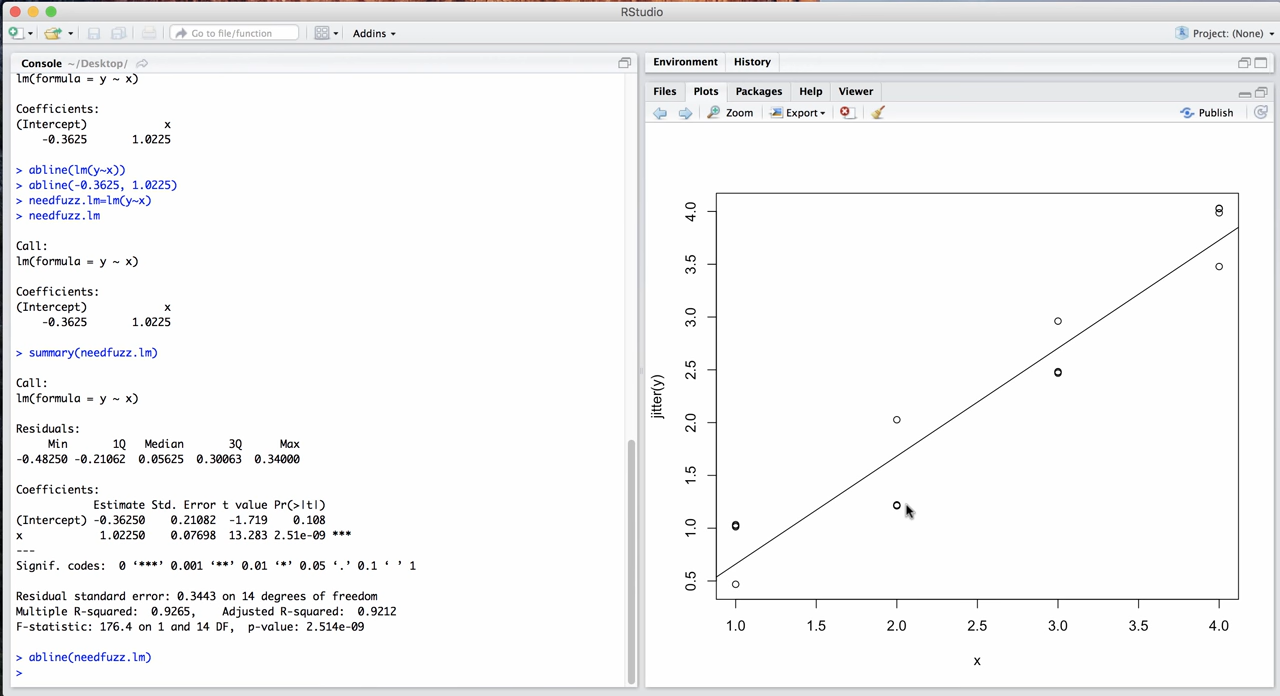 RStudio
Go to file/function
Addins
Project: (None)
Console ~/Desktop/
lm(formula = y ~ x)
Coefficients:
(Intercept) x
-0.3625 1.0225
> abline(lm(y~x))
> abline(-0.3625, 1.0225)
> needfuzz.lm=lm(y~x)
> needfuzz.lm
Call:
lm(formula = y ~ x)
Coefficients:
(Intercept) x
-0.3625 1.0225
> summary(needfuzz.lm)
Call:
lm(formula = y ~ x)
Residuals:
Min 1Q Median 3Q Max
-0.48250 -0.21062 0.05625 0.30063 0.34000
Coefficients:
Estimate Std. Error t value Pr(>|t|)
(Intercept) -0.36250 0.21082 -1.719 0.108
x 1.02250 0.07698 13.283 2.51e-09 ***
---
Signif. codes: 0 ‘***’ 0.001 ‘**’ 0.01 ‘*’ 0.05 ‘.’ 0.1 ‘ ’ 1
Residual standard error: 0.3443 on 14 degrees of freedom
Multiple R-squared: 0.9265, Adjusted R-squared: 0.9212
F-statistic: 176.4 on 1 and 14 DF, p-value: 2.514e-09
> abline(needfuzz.lm)
>
Environment History
Files Plots Packages Help Viewer
Zoom Export Publish
4.0
3.5
3.0
2.5
2.0
1.5
1.0
0.5
jitter(y)
1.0 1.5 2.0 2.5 3.0 3.5 4.0
x